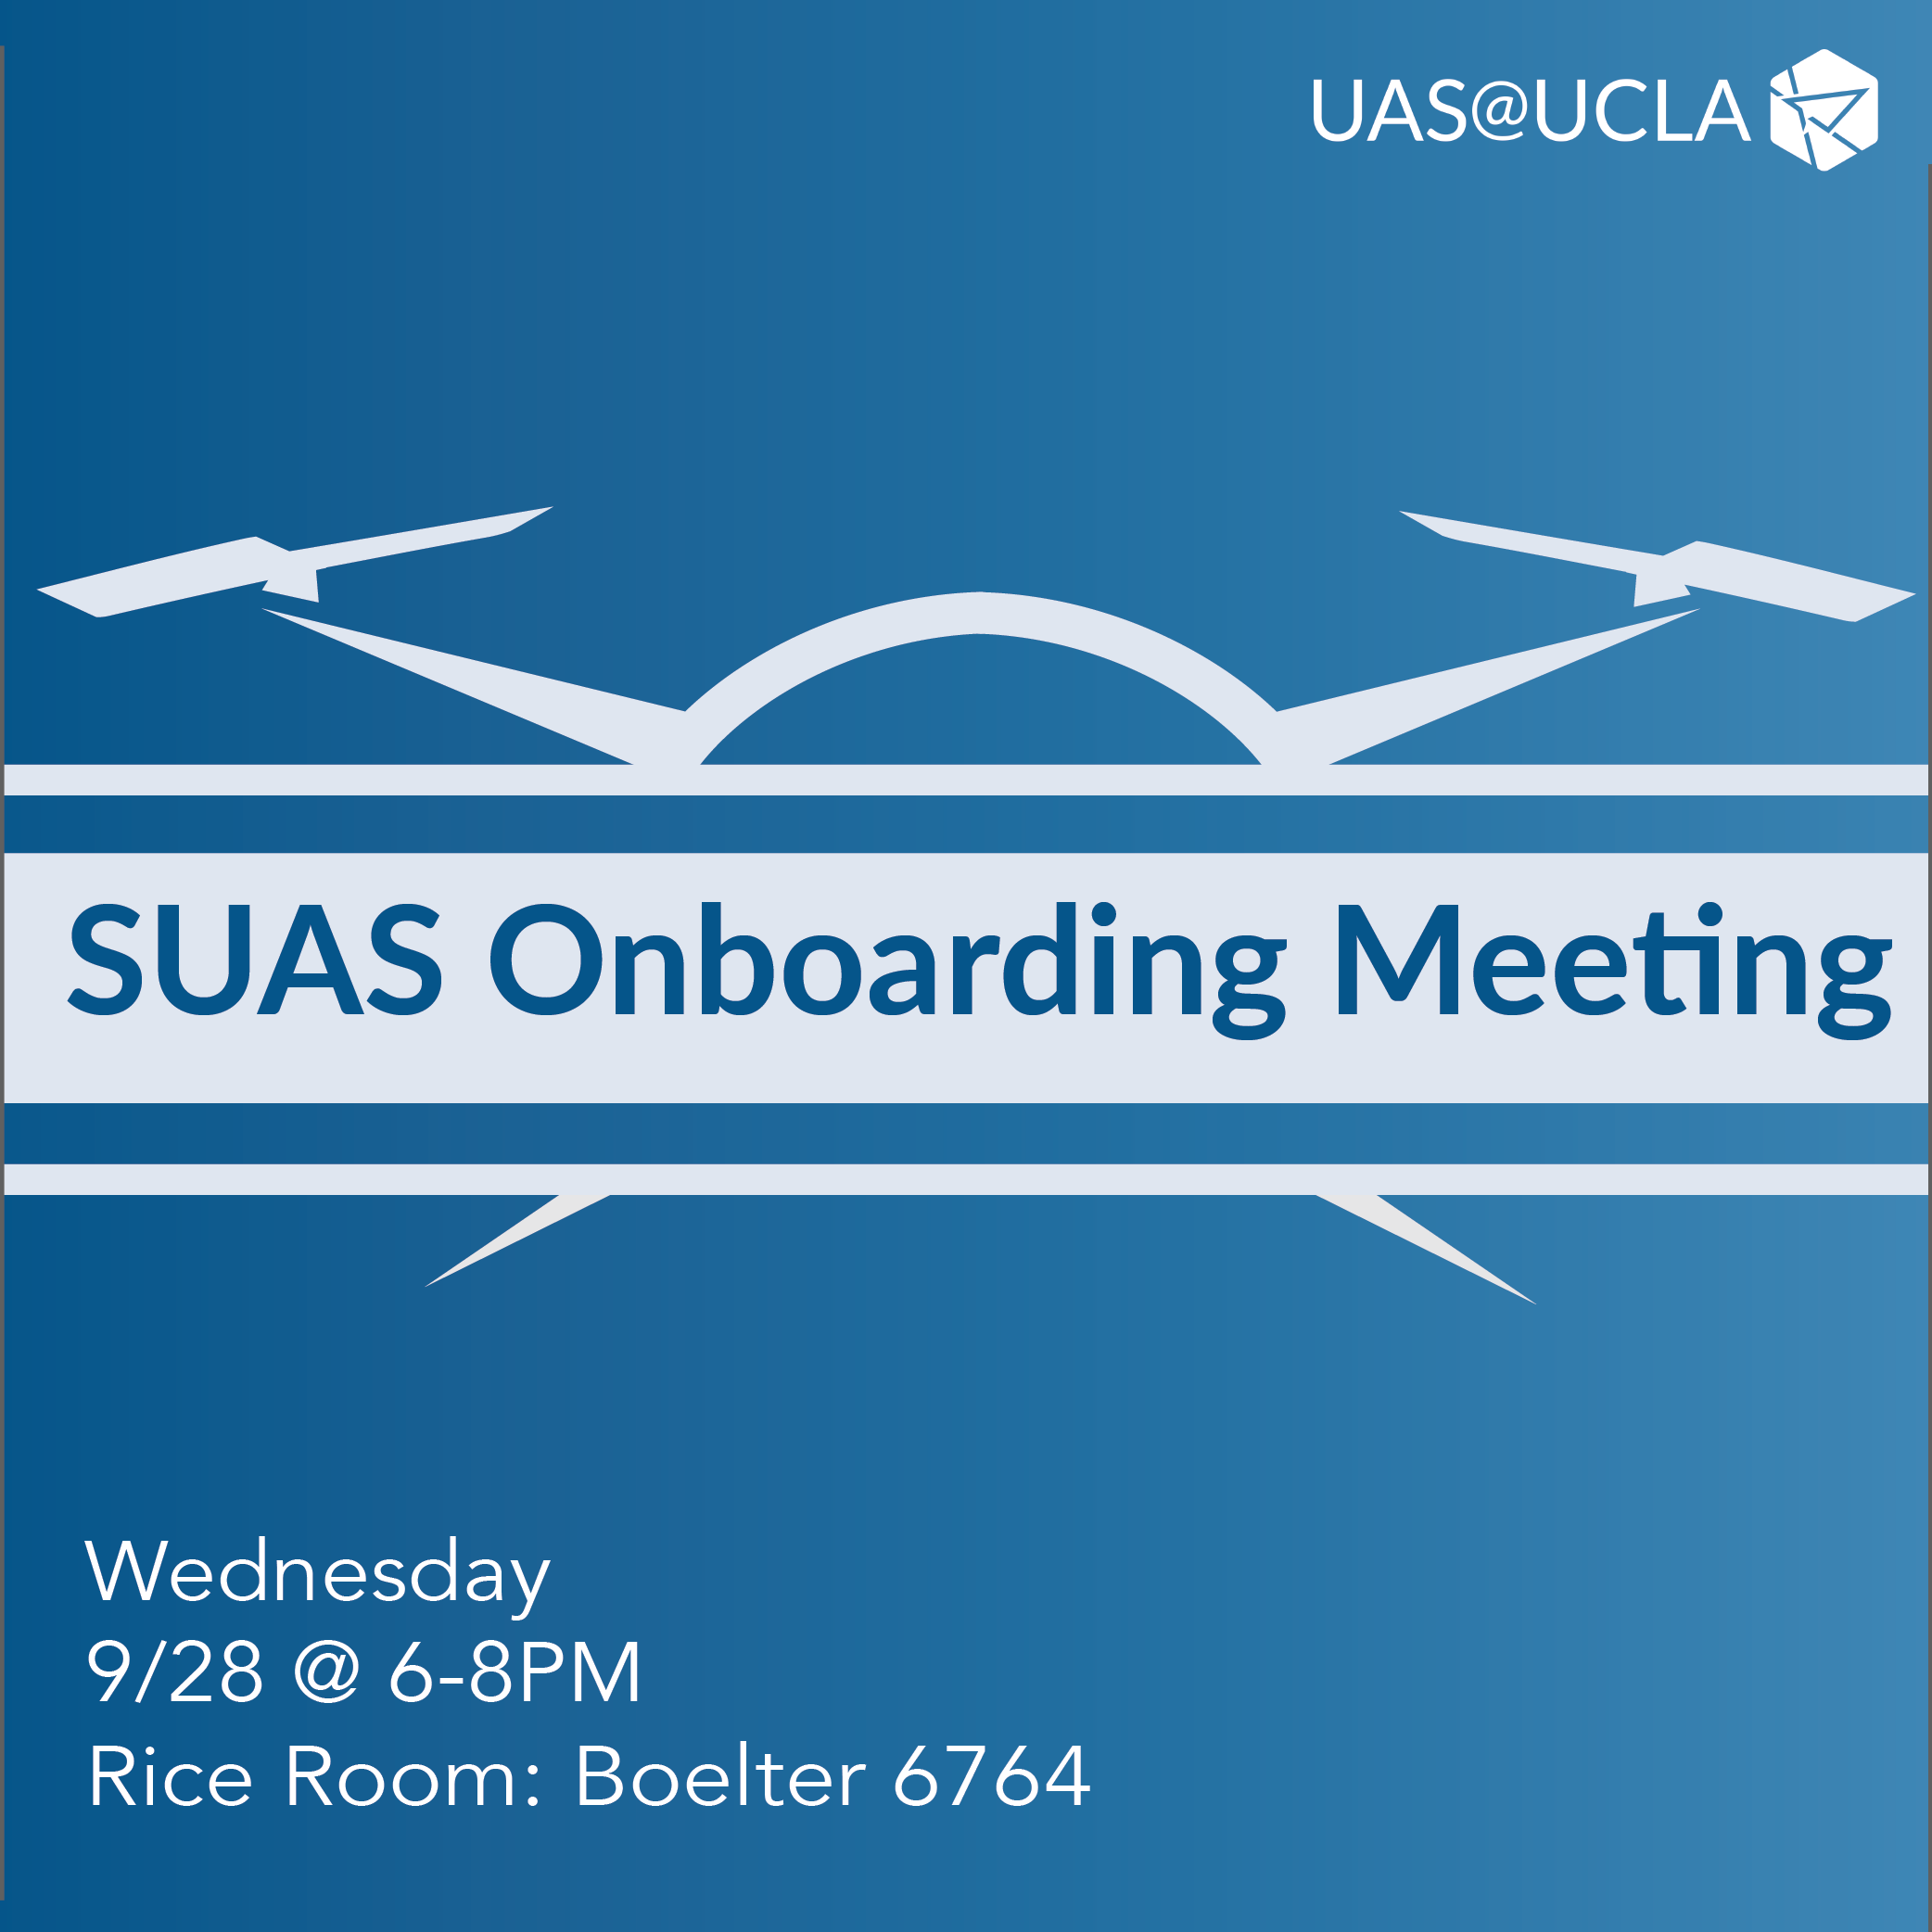 UAS@UCLA
SUAS Onboarding Meeting
Wednesday
9/28 @ 6-8PM
Rice Room: Boelter 6764